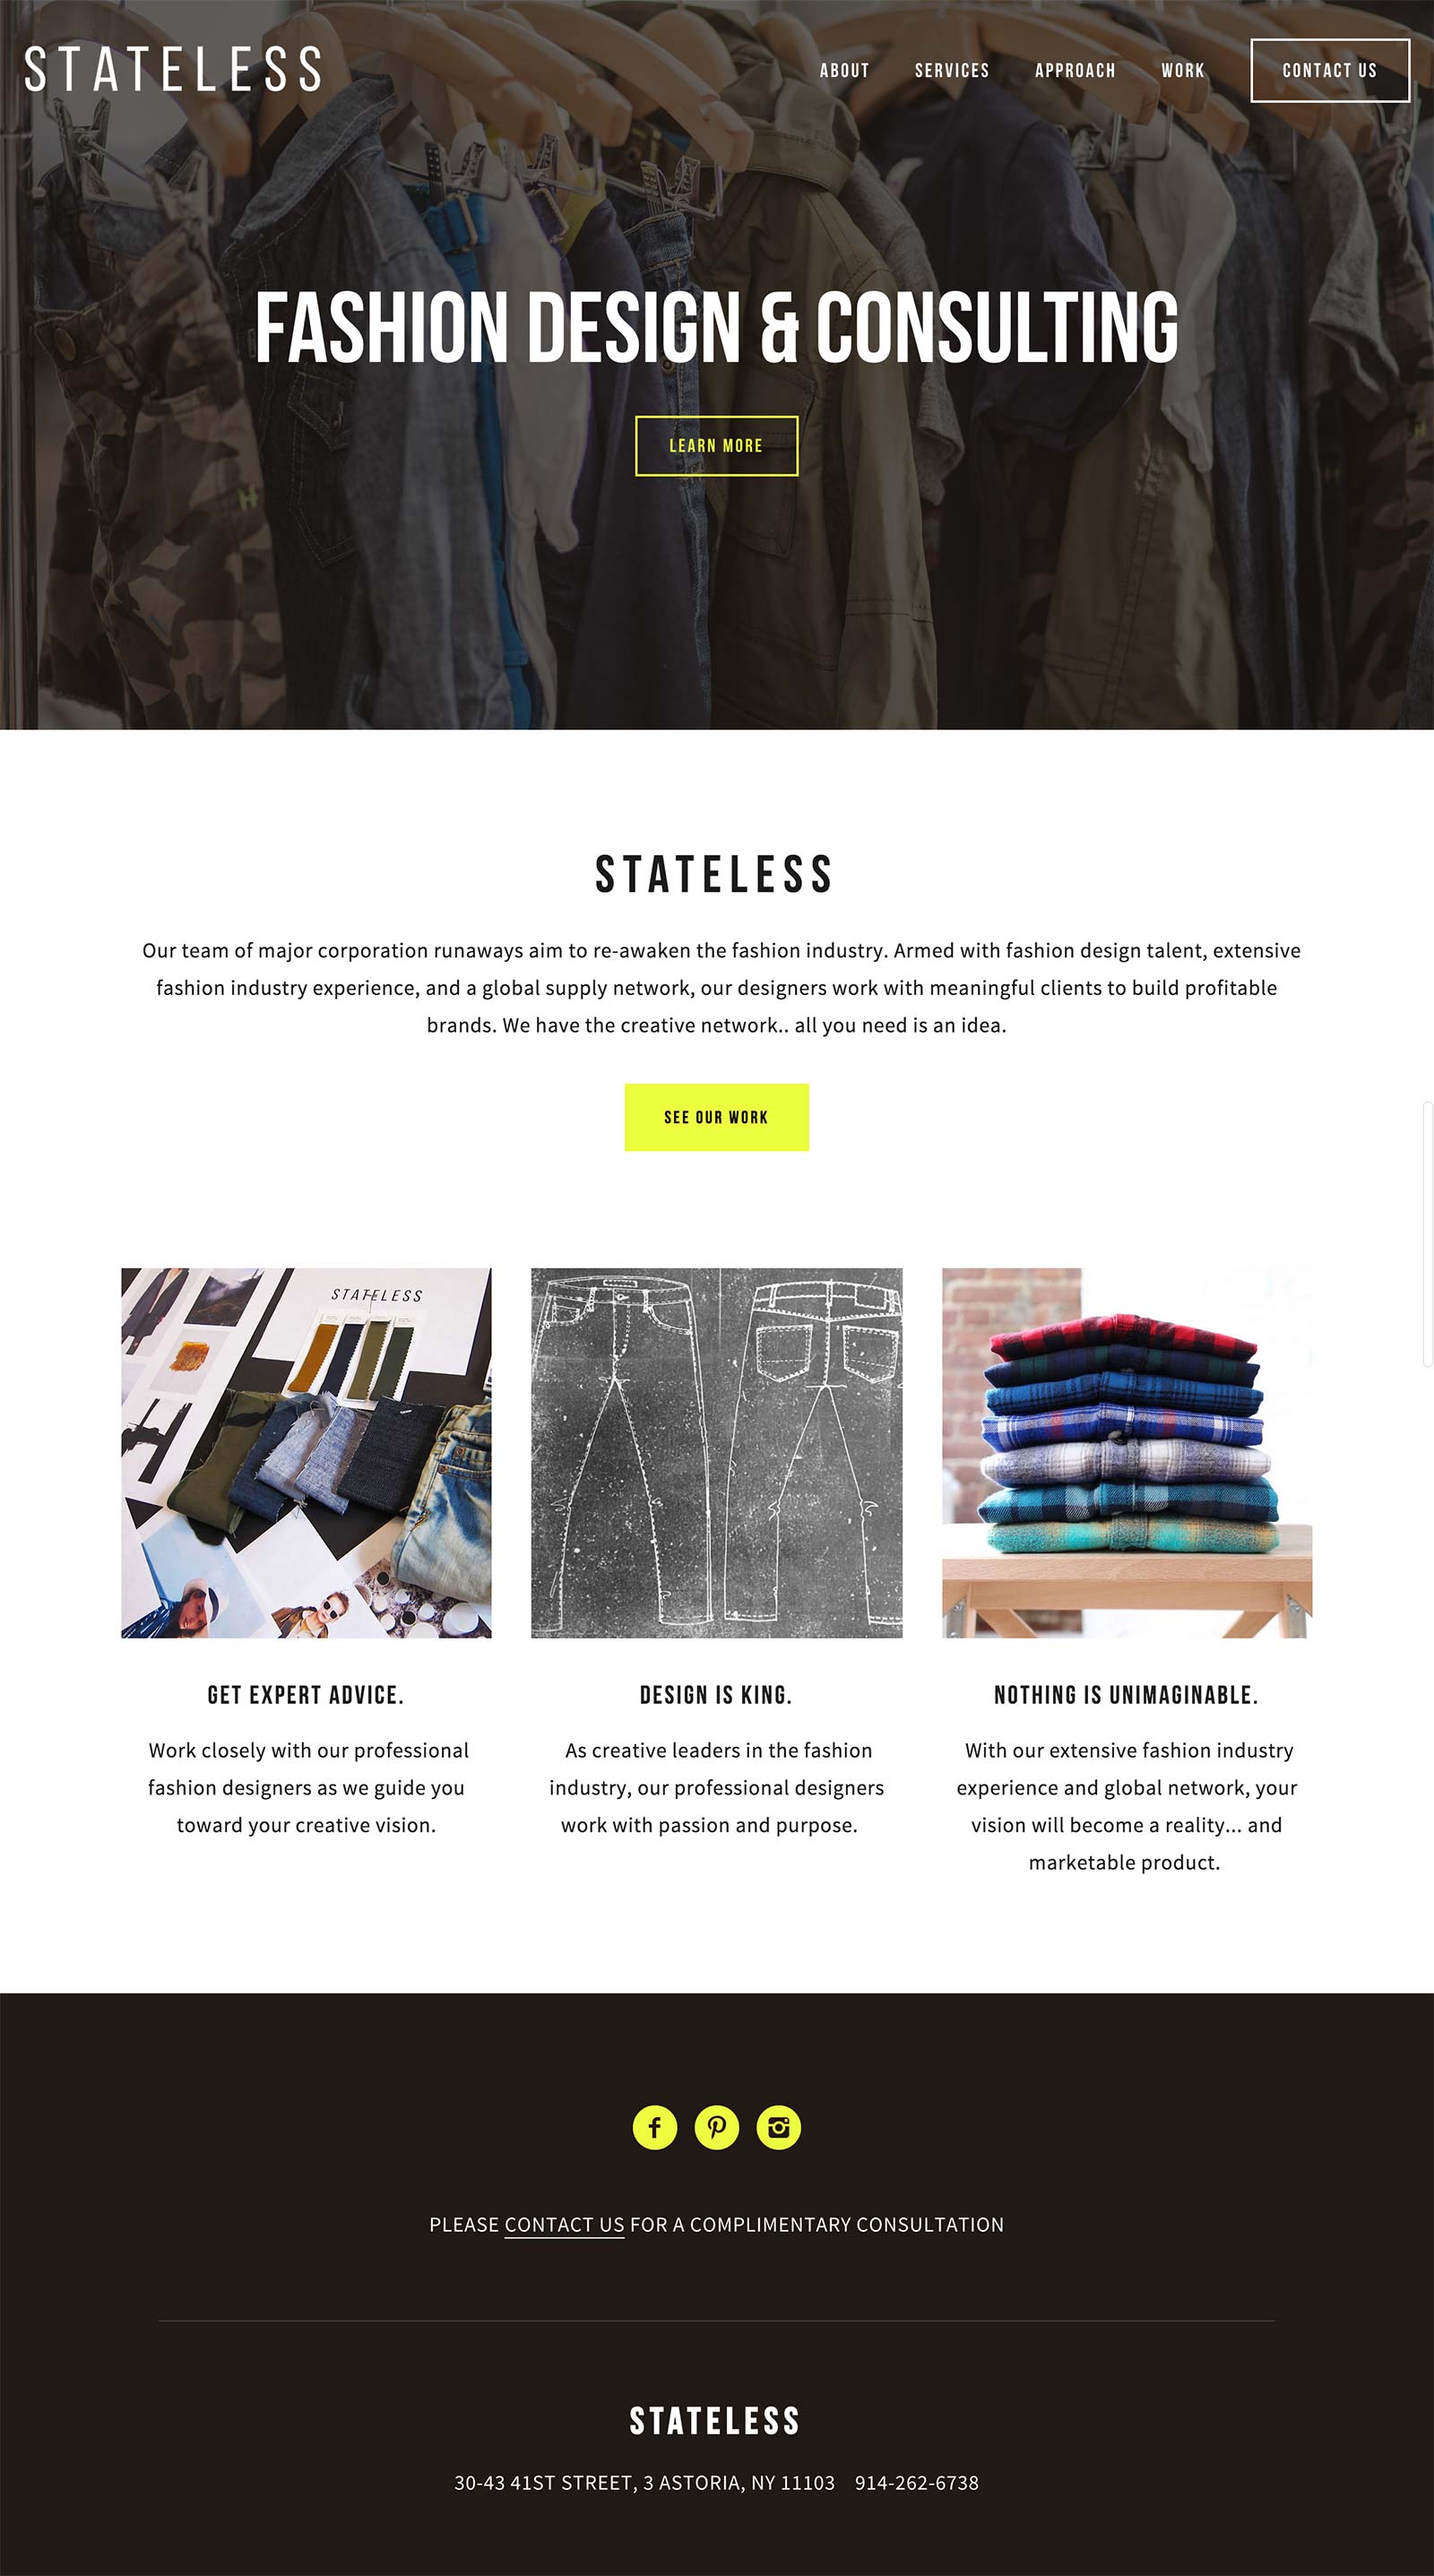 STATELESS
ABOUT SERVICES APPROACH WORK CONTACT US
FASHION DESIGN & CONSULTING
LEARN MORE
STATELESS
Our team of major corporation runaways aim to re-awaken the fashion industry. Armed with fashion design talent, extensive
fashion industry experience, and a global supply network, our designers work with meaningful clients to build profitable
brands. We have the creative network.. all you need is an idea.
SEE OUR WORK
STATELESS
GET EXPERT ADVICE.
Work closely with our professional
fashion designers as we guide you
toward your creative vision.
DESIGN IS KING.
As creative leaders in the fashion
industry, our professional designers
work with passion and purpose.
NOTHING IS UNIMAGINABLE.
With our extensive fashion industry
experience and global network, your
vision will become a reality... and
marketable product.
PLEASE CONTACT US FOR A COMPLIMENTARY CONSULTATION
STATELESS
30-43 41ST STREET, 3 ASTORIA, NY 11103 914-262-6738